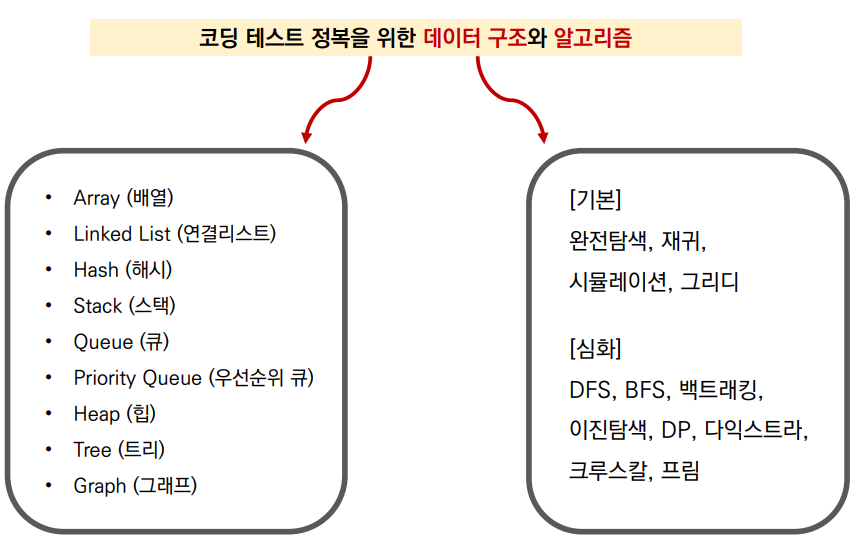 코딩 테스트 정복을 위한 데이터 구조와 알고리즘
• Array (배열)
• Linked List (연결리스트)
• Hash (해시)
• Stack (스택)
• Queue (큐)
• Priority Queue (우선순위 큐)
• Heap (힙)
• Tree (트리)
• Graph (그래프)
[기본]
완전탐색, 재귀,
시뮬레이션, 그리디
[심화]
DFS, BFS, 백트래킹,
이진탐색, DP, 다익스트라,
크루스칼, 프림